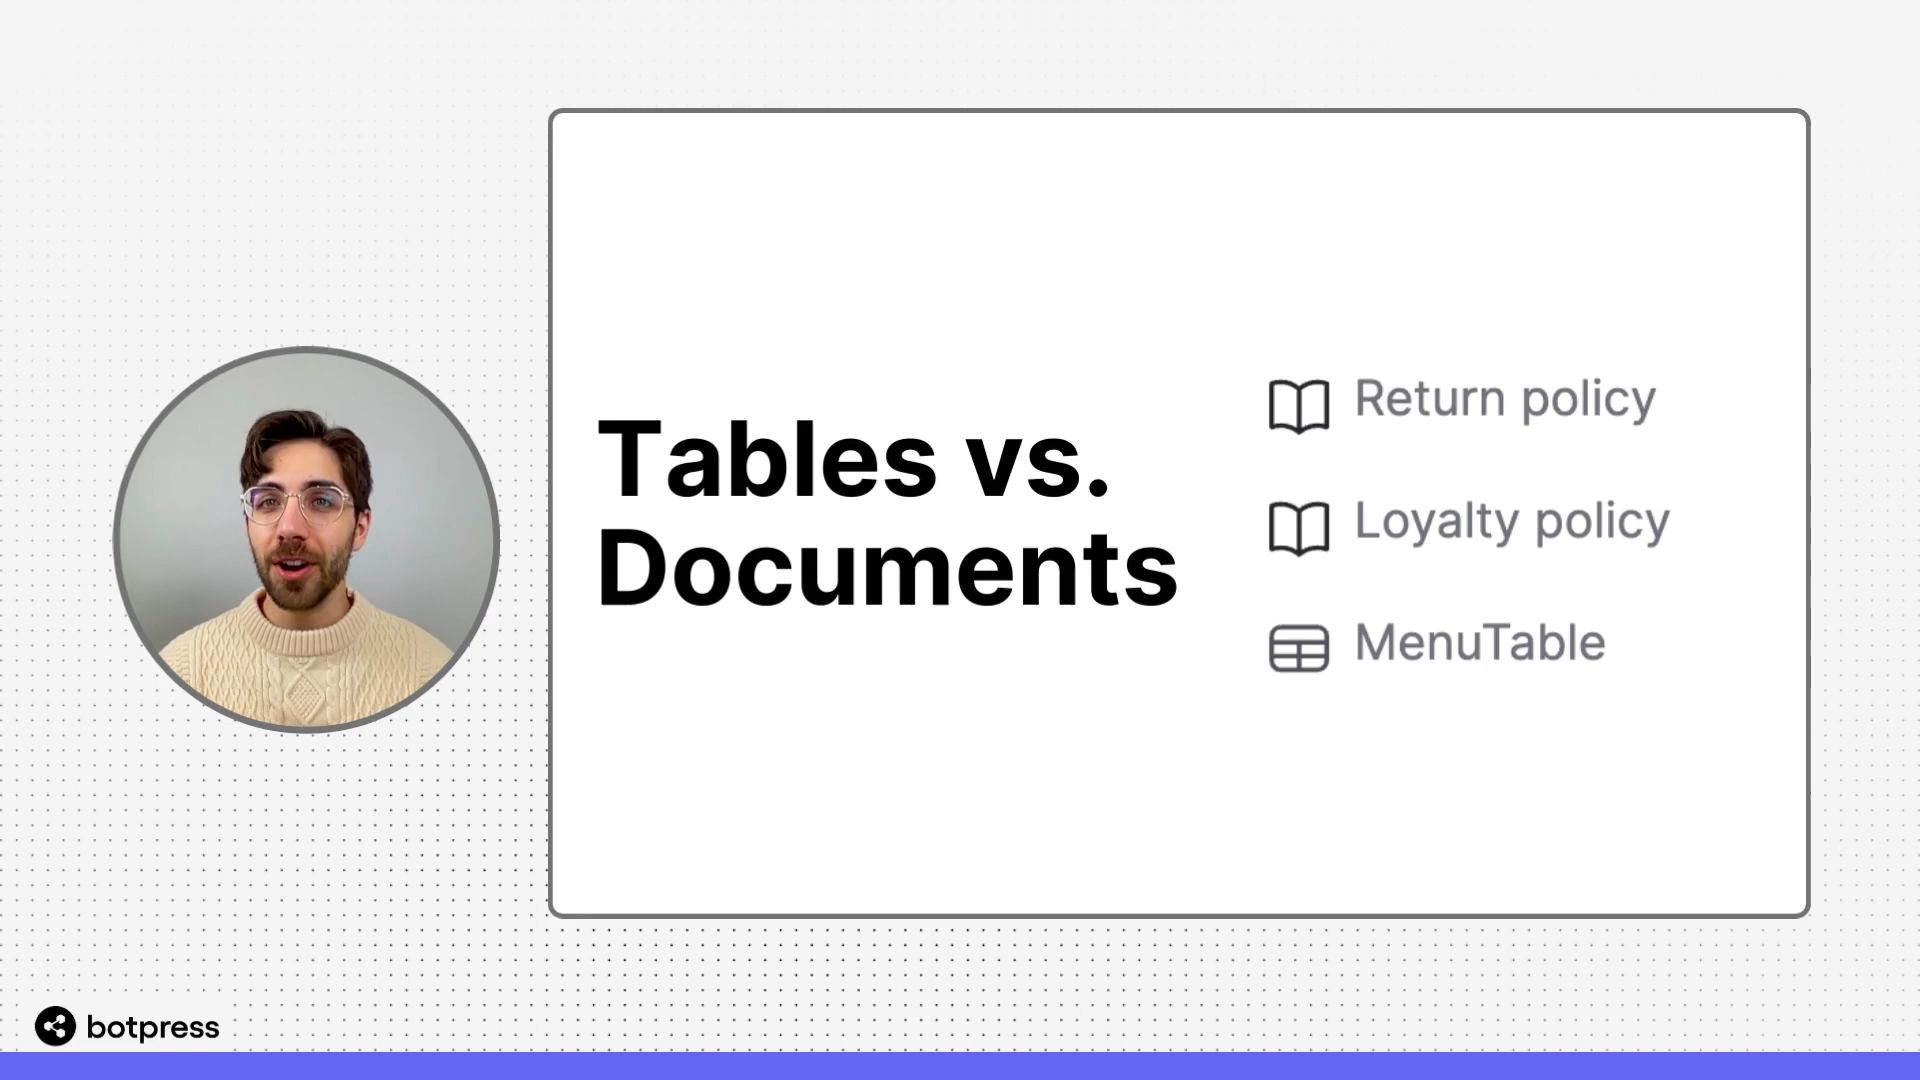 Tables vs.
Documents
Return policy
Loyalty policy
MenuTable
botpress